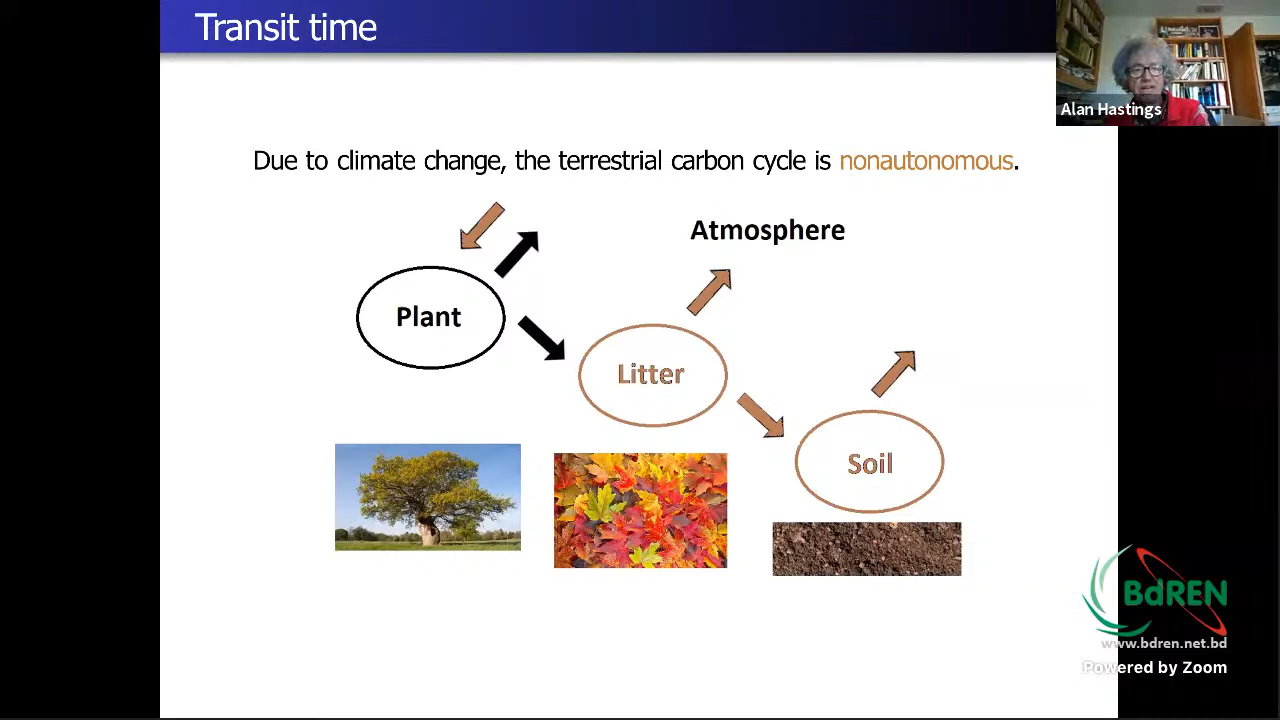 Transit time
Alan Hastings
Due to climate change, the terrestrial carbon cycle is nonautonomous.
Atmosphere
Plant
Litter
Soil
BdREN
www.bdren.net.bd
Powered by Zoom